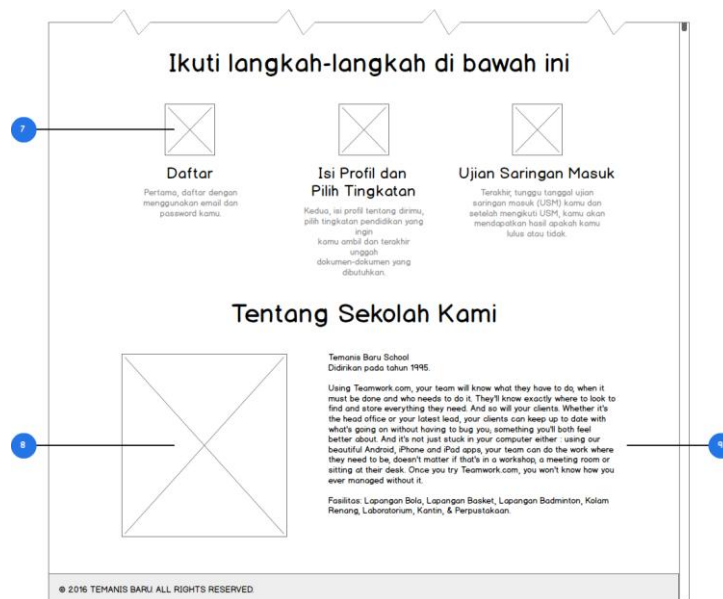 Ikuti langkah-langkah di bawah ini
7
Daftar
Pertama, daftar dengan
menggunakan email dan
password kamu.
Isi Profil dan
Pilih Tingkatan
Kedua, isi profil tentang dirimu,
pilih tingkatan pendidikan yang
ingin
kamu ambil dan terakhir
unggah
dokumen-dokumen yang
dibutuhkan.
Ujian Saringan Masuk
Terakhir, tunggu tanggal ujian
saringan masuk (USM) kamu dan
setelah mengikuti USM, kamu akan
mendapatkan hasil apakah kamu
lulus atau tidak.
Tentang Sekolah Kami
8
Temanis Baru School
Didirikan pada tahun 1995.
Using Teamwork.com, your team will know what they have to do, when it
must be done and who needs to do it. They'll know exactly where to look to
find and store everything they need. And so will your clients. Whether it's
the head office or your latest lead, your clients can keep up to date with
what's going on without having to bug you, something you'll both feel
better about. And it's not just stuck in your computer either : using our
beautiful Android, iPhone and iPad apps, your team can do the work where
they need to be, doesn't matter if that's in a workshop, a meeting room or
sitting at their desk. Once you try Teamwork.com, you won't know how you
ever managed without it.
Fasilitas: Lapangan Bola, Lapangan Basket, Lapangan Badminton, Kolam
Renang, Laboratorium, Kantin, & Perpustakaan.
9
© 2016 TEMANIS BARU. ALL RIGHTS RESERVED.